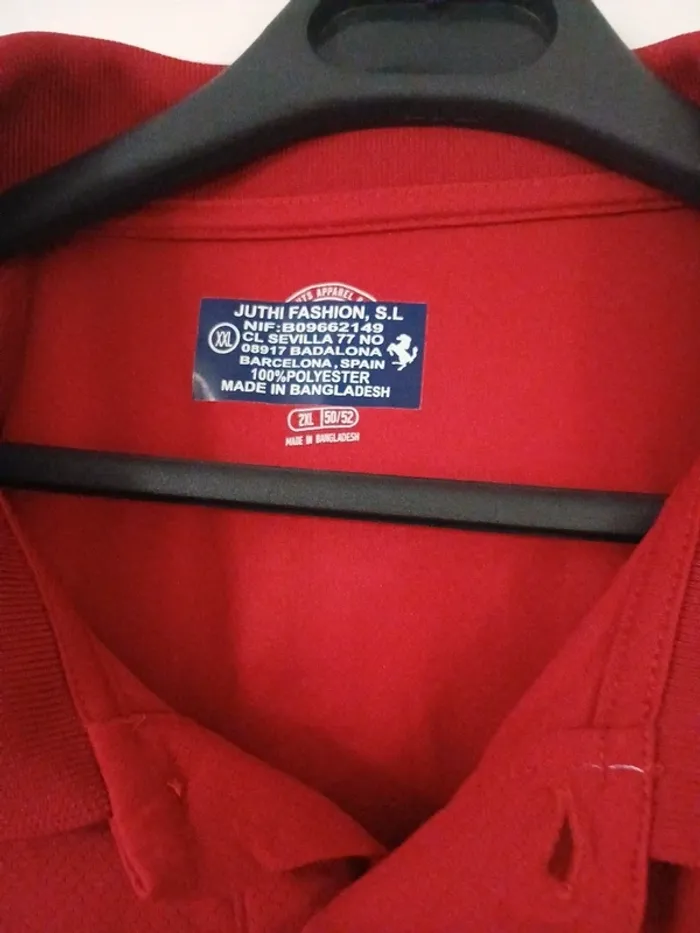 APPAREL
JUTHI FASHION, S.L
NIF:B09662149
XXL
CL SEVILLA 77 NO
08917 BADALONA
BARCELONA, SPAIN
100%POLYESTER
MADE IN BANGLADESH
2XL 50/52
MADE IN BANGLADESH